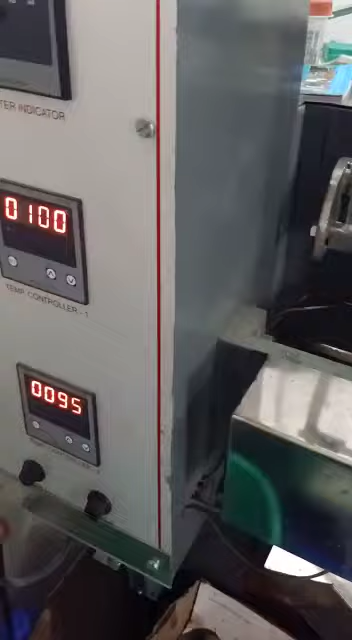 TER INDICATOR
0100
TEMP CONTROLLER - 1
0095